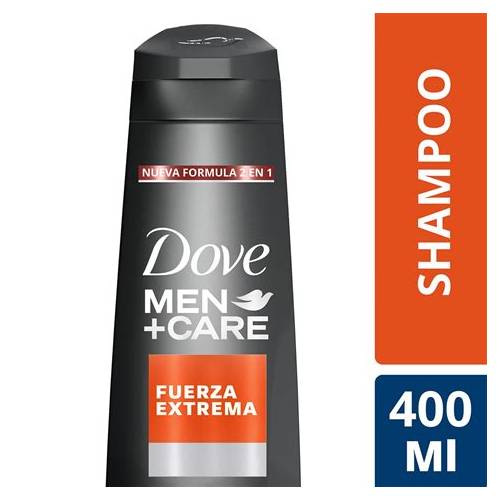 NUEVA FORMULA 2 EN 1
Dove
MEN
+CARE
FUERZA
EXTREMA
SHAMPOO
400
Ml